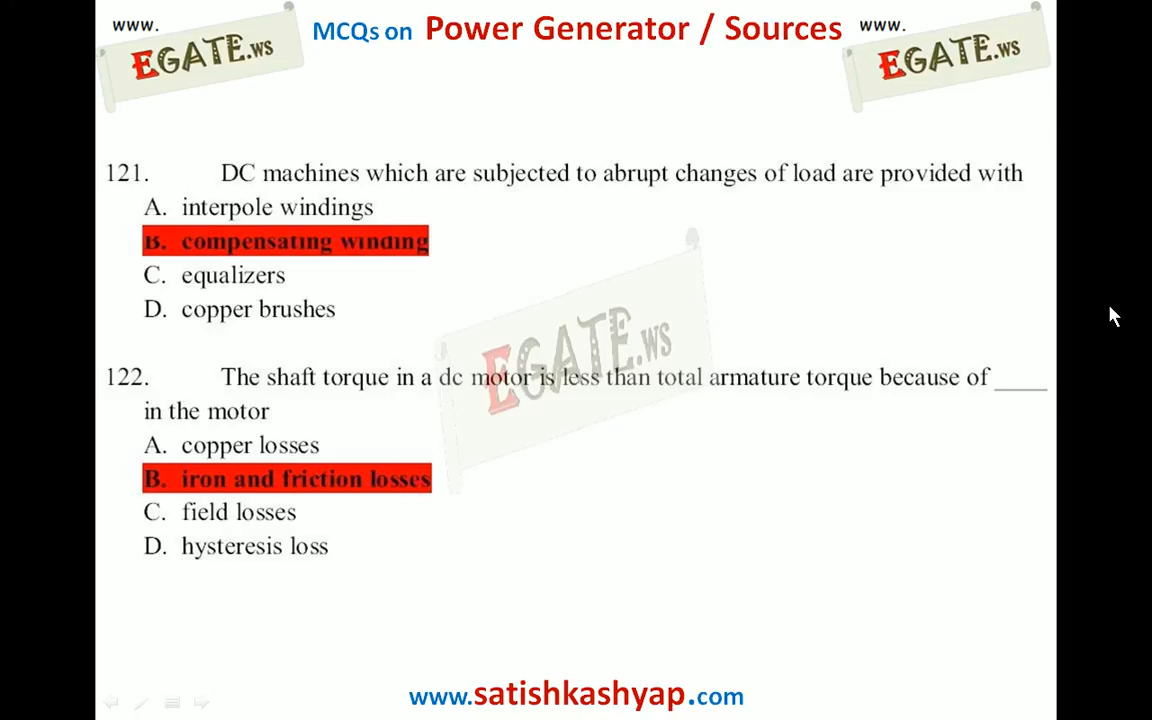 www.
EGATE.ws
MCQs on Power Generator / Sources
www.
EGATE.ws
121. DC machines which are subjected to abrupt changes of load are provided with
A. interpole windings
B. compensating winding
C. equalizers
D. copper brushes
EGATE.ws
122. The shaft torque in a dc motor is less than total armature torque because of ____
in the motor
A. copper losses
B. iron and friction losses
C. field losses
D. hysteresis loss
www.satishkashyap.com